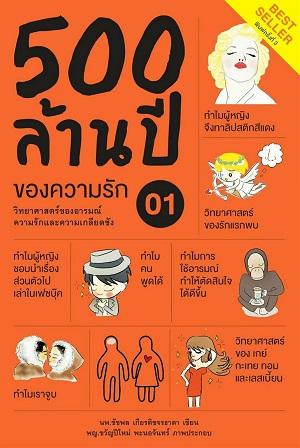 BEST
SELLER
พิมพ์ครั้งที่ 9
500
ล้านปี
ของความรัก
01
วิทยาศาสตร์ของอารมณ์
ความรักและความเกลียดชัง
ทำไมผู้หญิง
จึงทาลิปสติกสีแดง
วิทยาศาสตร์
ของรักแรกพบ
ทำไมผู้หญิง
ชอบนำเรื่อง
ส่วนตัวไป
เล่าในเฟซบุ๊ค
ทำไม
คน
พูดได้
ทำไมการ
ใช้อารมณ์
ทำให้ตัดสินใจ
ได้ดีขึ้น
ทำไมเราจูบ
วิทยาศาสตร์
ของ เกย์
กะเทย ทอม
และเลสเบี้ยน
นพ.ชัชพล เกียรติขจรธาดา เขียน
พญ.ขวัญปีใหม่ พะนอจันทร์ ภาพประกอบ